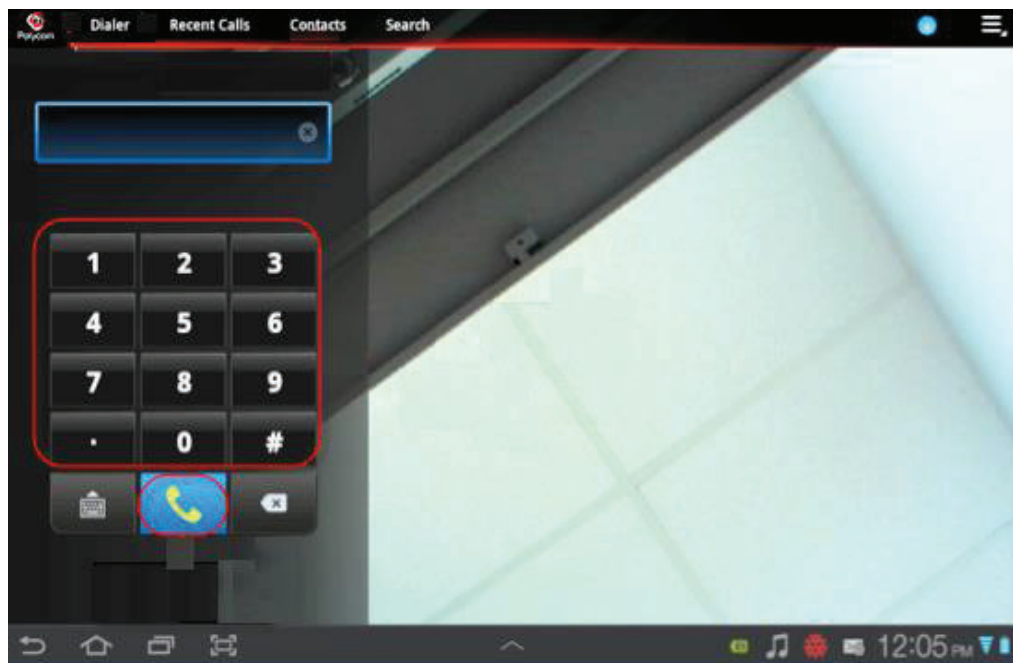 Polycom Dialer Recent Calls Contacts Search
1 2 3
4 5 6
7 8 9
. 0 #
12:05 PM